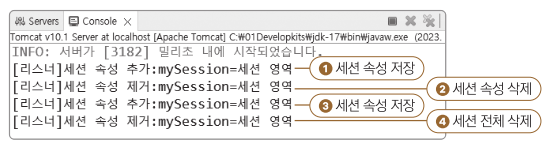 Servers Console
Tomcat v10.1 Server at localhost [Apache Tomcat] C:₩01Developkits₩jdk-17₩bin₩javaw.exe (2023.
INFO: 서버가 [3182] 밀리초 내에 시작되었습니다.
[리스너]세션 속성 추가:mySession=세션 영역 ❶ 세션 속성 저장
[리스너]세션 속성 제거:mySession=세션 영역 ❷ 세션 속성 삭제
[리스너]세션 속성 추가:mySession=세션 영역 ❸ 세션 속성 저장
[리스너]세션 속성 제거:mySession=세션 영역 ❹ 세션 전체 삭제